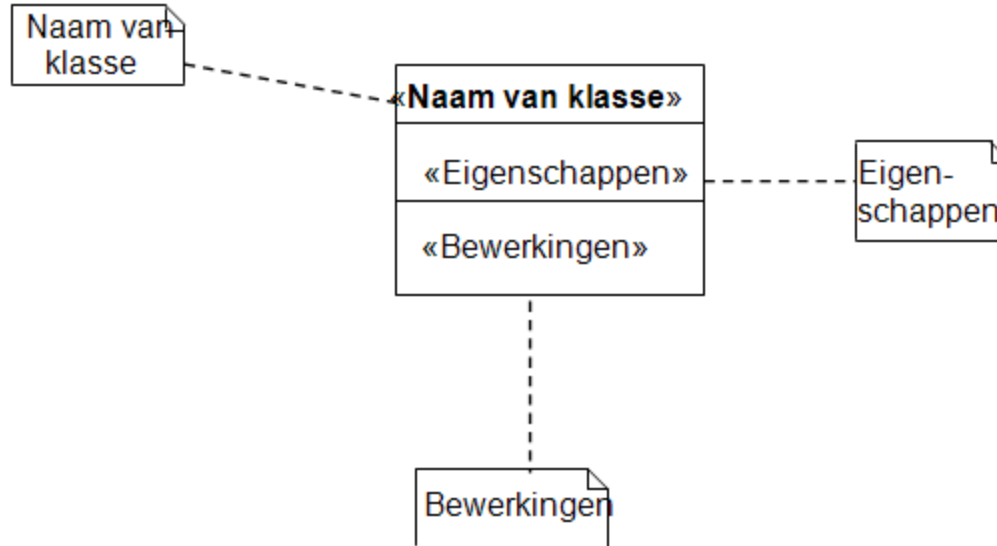 Naam van
klasse
«Naam van klasse»
«Eigenschappen»
Eigen-
schappen
«Bewerkingen»
Bewerkingen